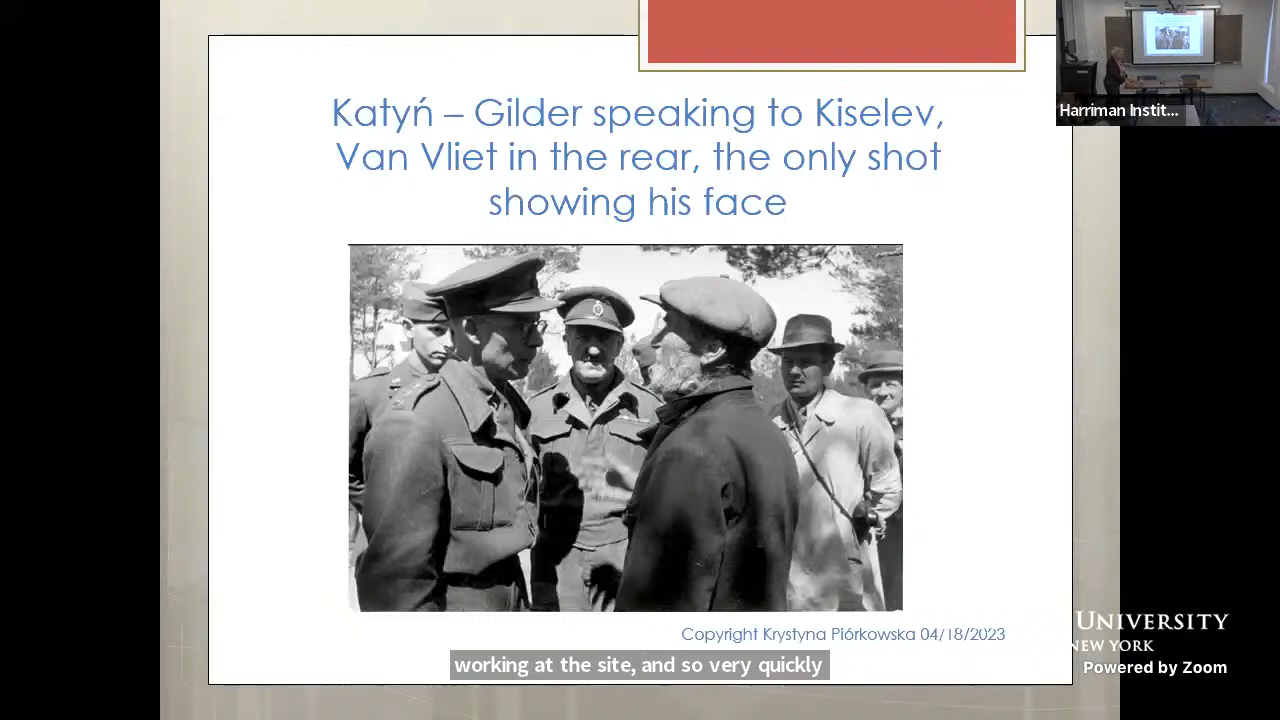 Katyń – Gilder speaking to Kiselev,
Van Vliet in the rear, the only shot
showing his face
Harriman Instit...
Copyright Krystyna Piórkowska 04/18/2023
working at the site, and so very quickly
UNIVERSITY
NEW YORK
Powered by Zoom